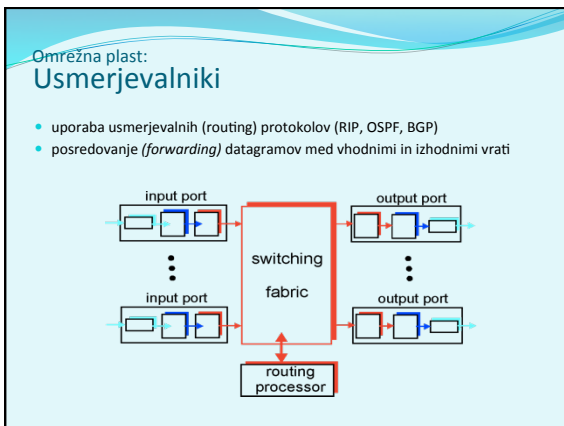 Omrežna plast:
Usmerjevalniki
• uporaba usmerjevalnih (routing) protokolov (RIP, OSPF, BGP)
• posredovanje (forwarding) datagramov med vhodnimi in izhodnimi vrati
input port
output port
switching
fabric
input port
output port
routing
processor